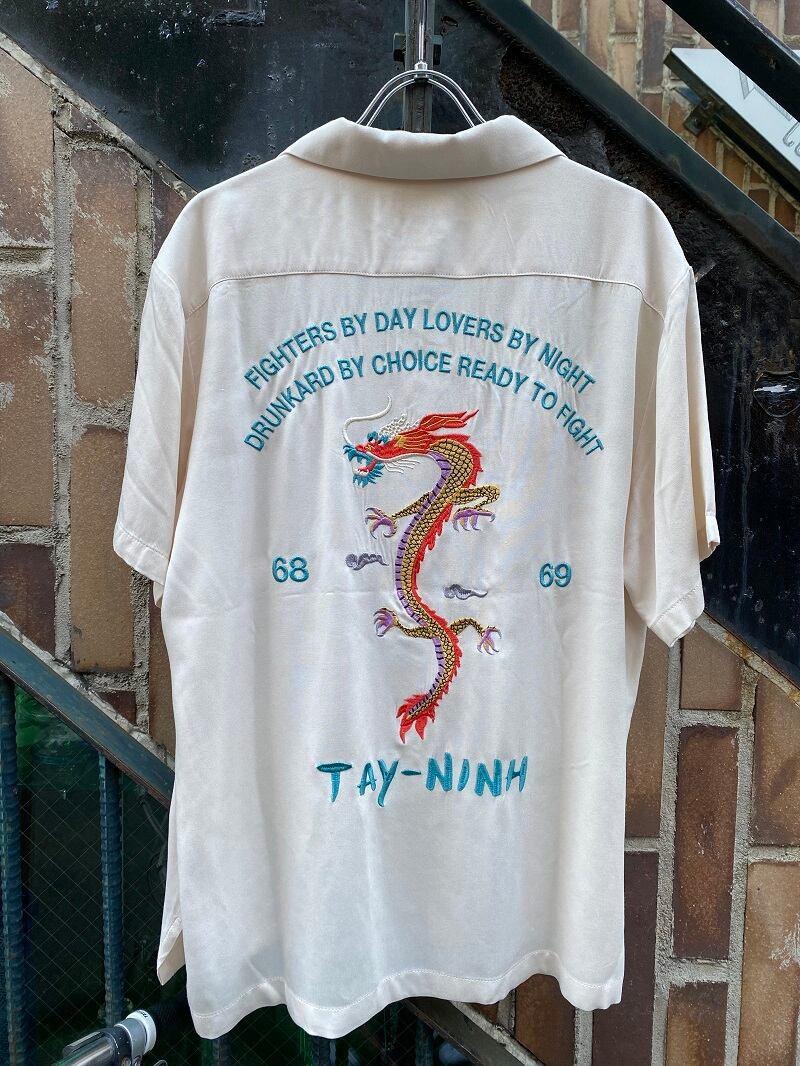 FIGHTERS BY DAY LOVERS BY NIGHT
DRUNKARD BY CHOICE READY TO FIGHT
68
69
TAY-NINH